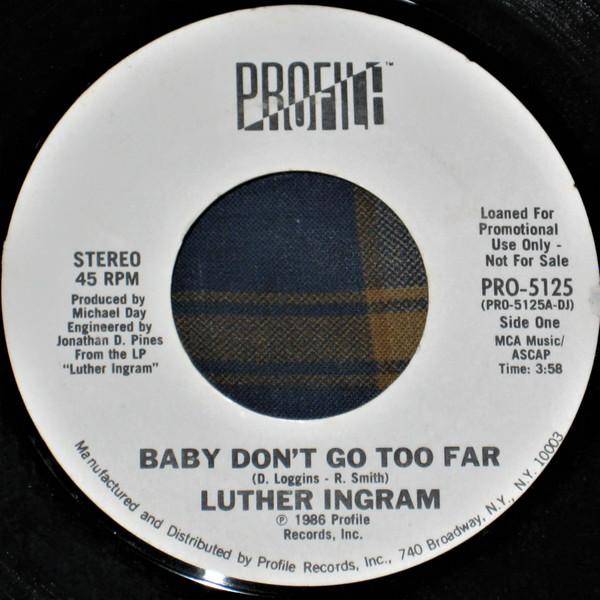 PROFILE™
STEREO
45 RPM
Produced by
Michael Day
Engineered by
Jonathan D. Pines
From the LP
"Luther Ingram"
Loaned For
Promotional
Use Only -
Not For Sale
PRO-5125
(PRO-5125A-DJ)
Side One
MCA Music/
ASCAP
Time: 3:58
BABY DON'T GO TOO FAR
(D. Loggins - R. Smith)
LUTHER INGRAM
℗ 1986 Profile
Records, Inc.
Manufactured and Distributed by Profile Records, Inc., 740 Broadway, N.Y., N.Y. 10003